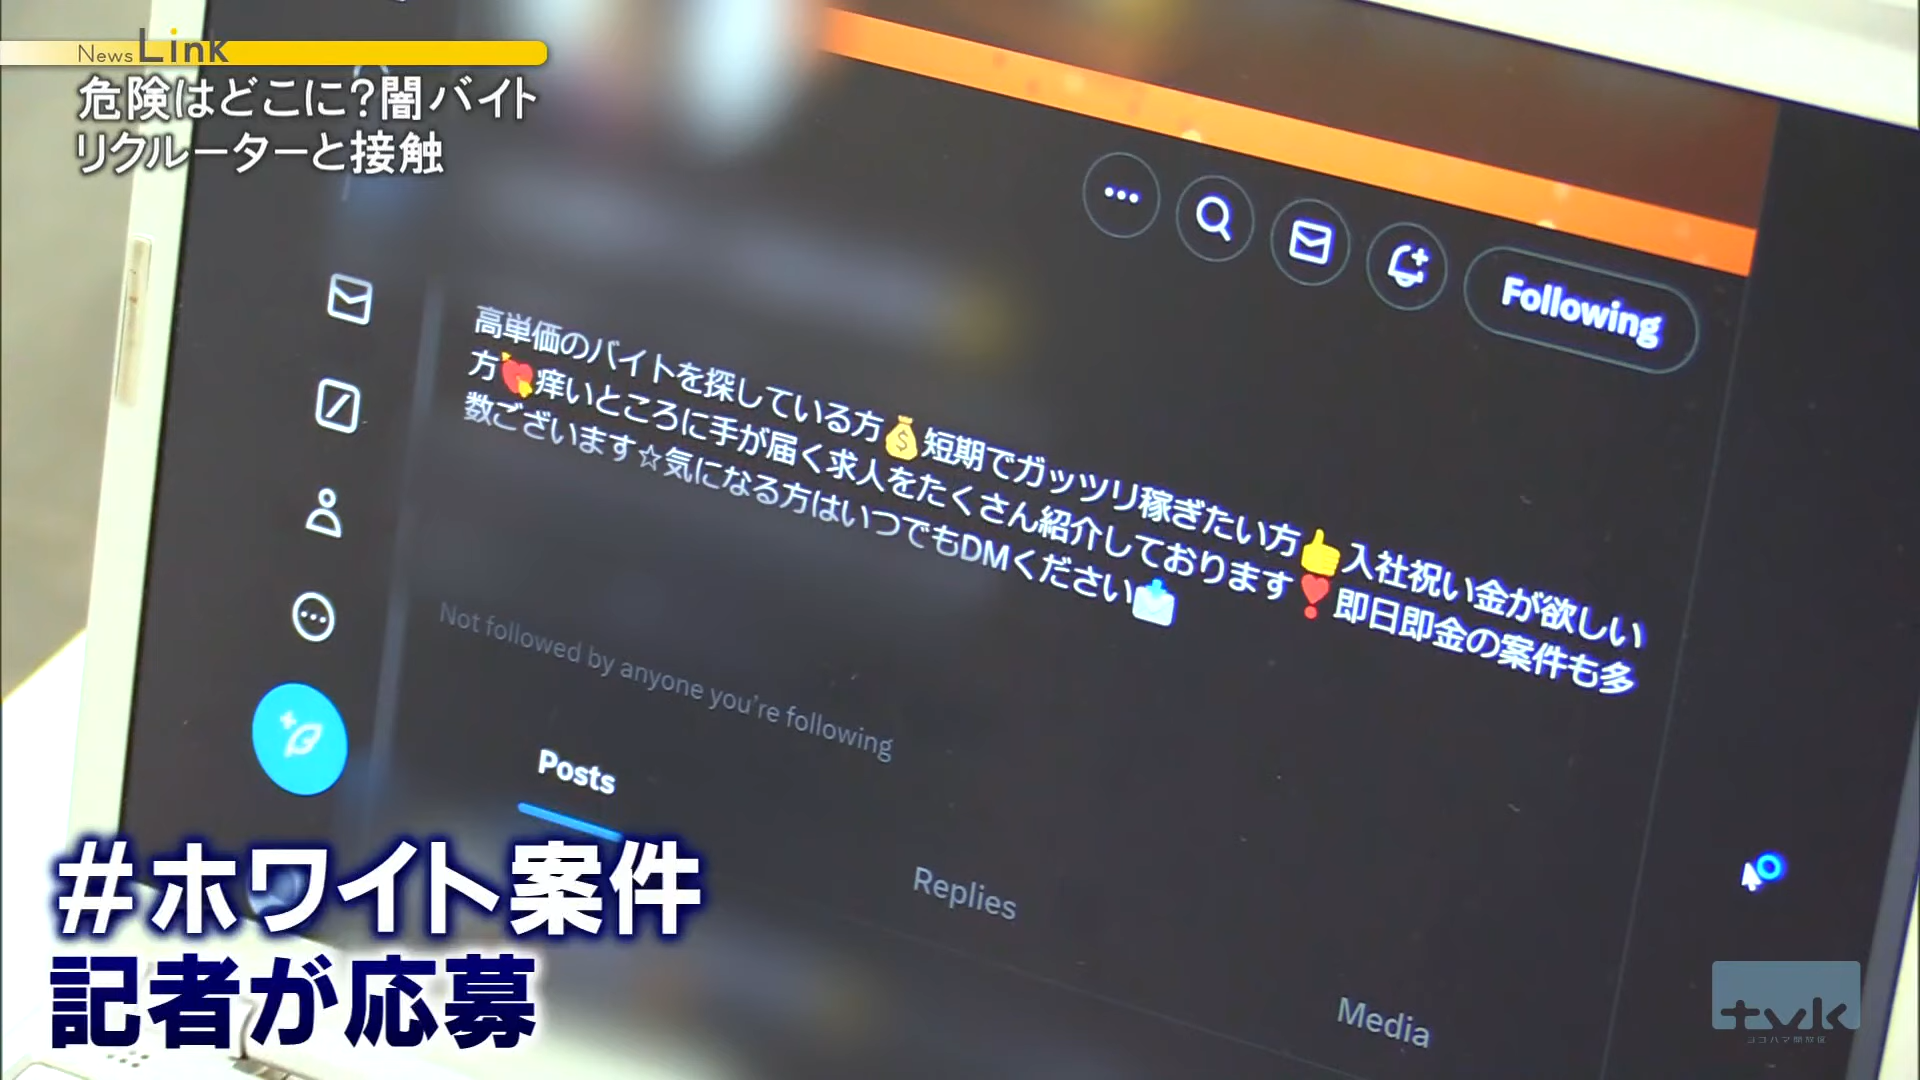 News Link
危険はどこに?闇バイト
リクルーターと接触
Following
高単価のバイトを探している方💰短期でガッツリ稼ぎたい方👍入社祝い金が欲しい
方💘痒いところに手が届く求人をたくさん紹介しております❣️即日即金の案件も多
数ございます☆気になる方はいつでもDMください📩
Not followed by anyone you're following
Posts
Replies
Media
#ホワイト案件
記者が応募
tvk
ヨコハマ開放区